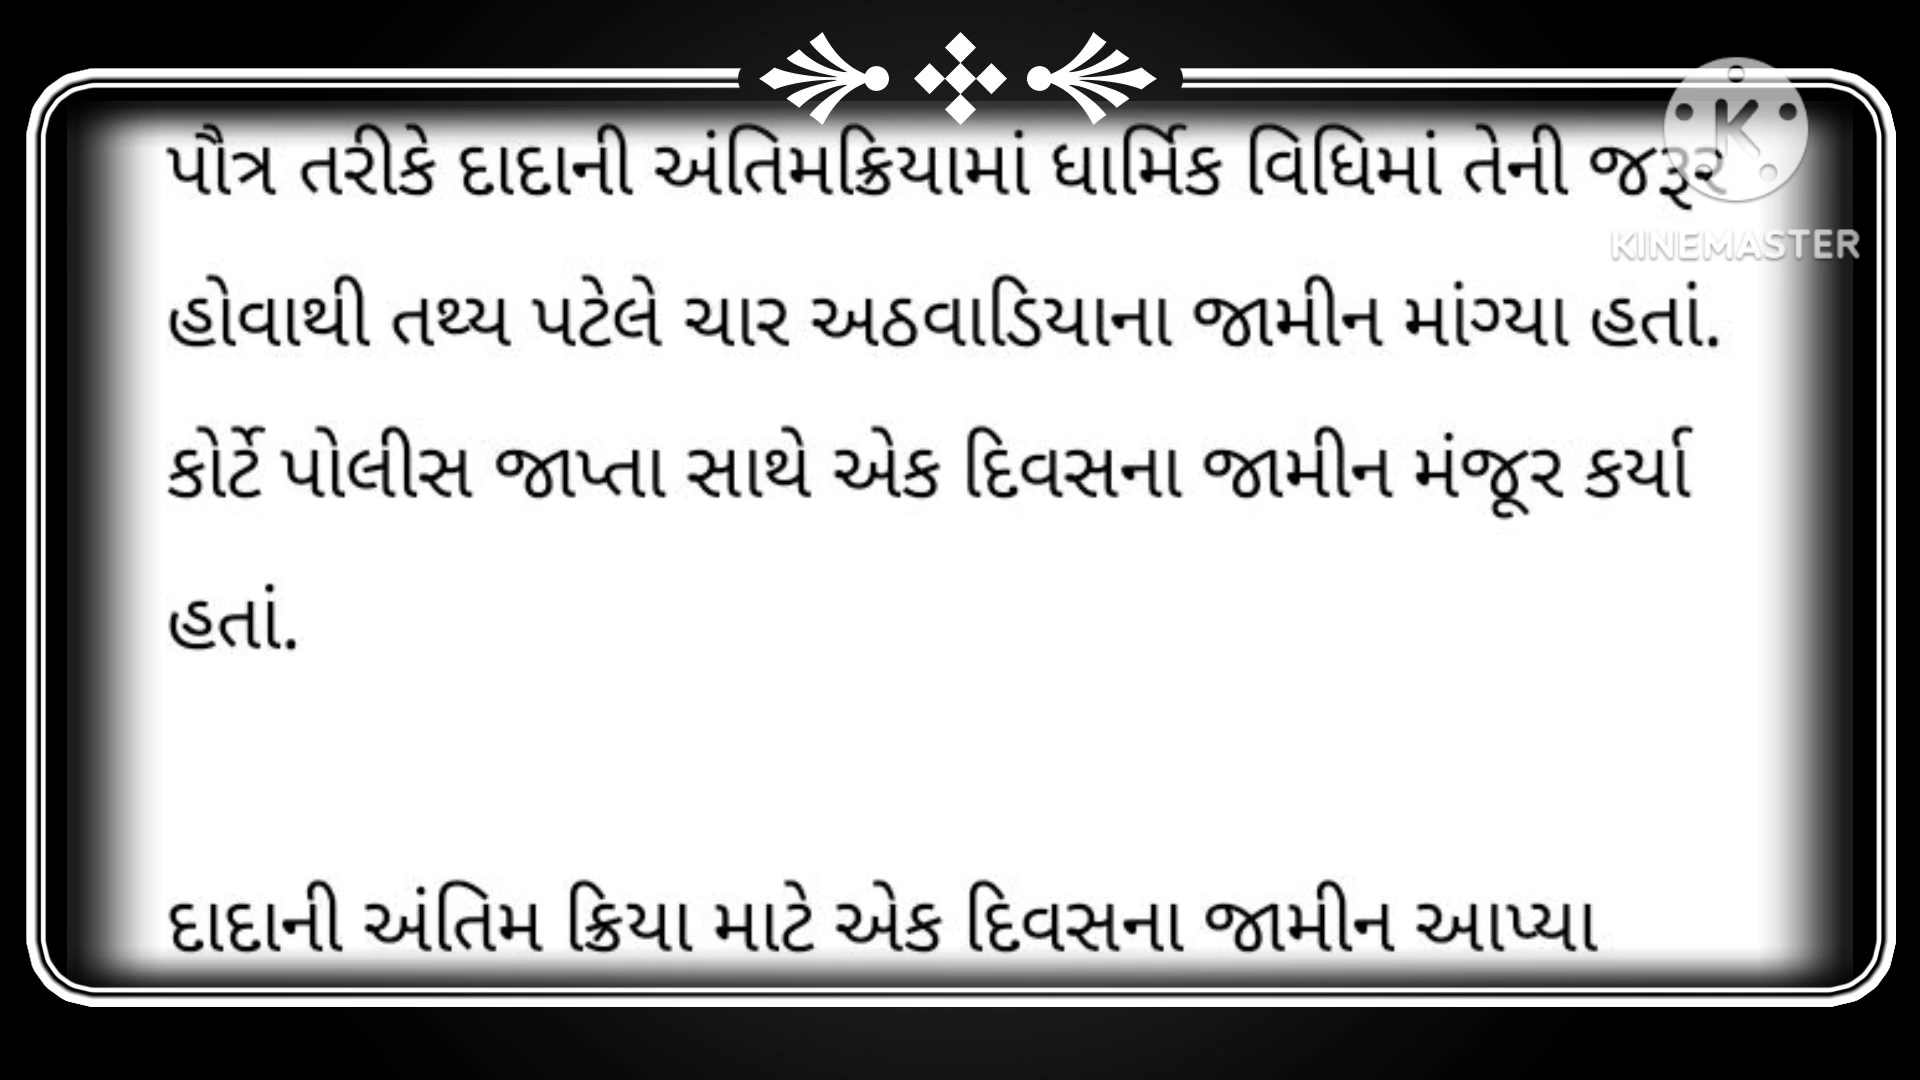 પૌત્ર તરીકે દાદાની અંતિમક્રિયામાં ધાર્મિક વિધિમાં તેની જરૂર
KINEMASTER
હોવાથી તથ્ય પટેલે ચાર અઠવાડિયાના જામીન માંગ્યા હતાં.
કોર્ટે પોલીસ જાપ્તા સાથે એક દિવસના જામીન મંજૂર કર્યા
હતાં.
દાદાની અંતિમ ક્રિયા માટે એક દિવસના જામીન આપ્યા